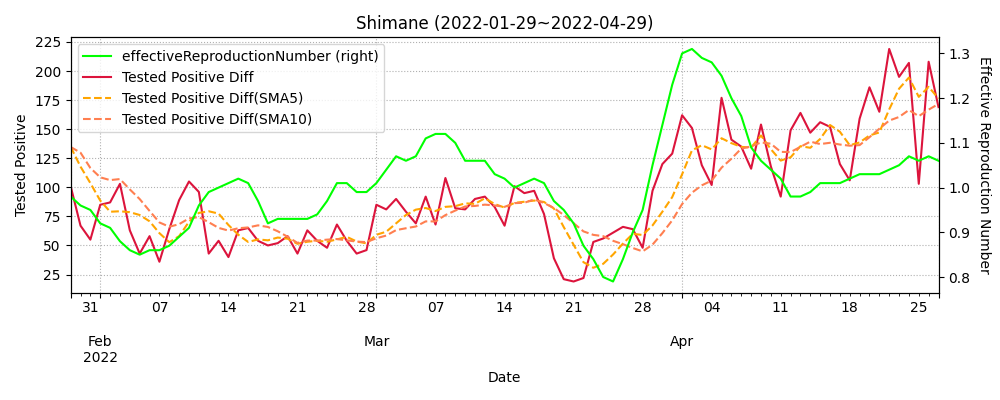 Shimane (2022-01-29~2022-04-29)
effectiveReproductionNumber (right)
Tested Positive Diff
Tested Positive Diff(SMA5)
Tested Positive Diff(SMA10)
Tested Positive
225
200
175
150
125
100
75
50
25
Effective Reproduction Number
1.3
1.2
1.1
1.0
0.9
0.8
31 07 14 21 28 07 14 21 28 04 11 18 25
Feb Mar Apr
2022
Date